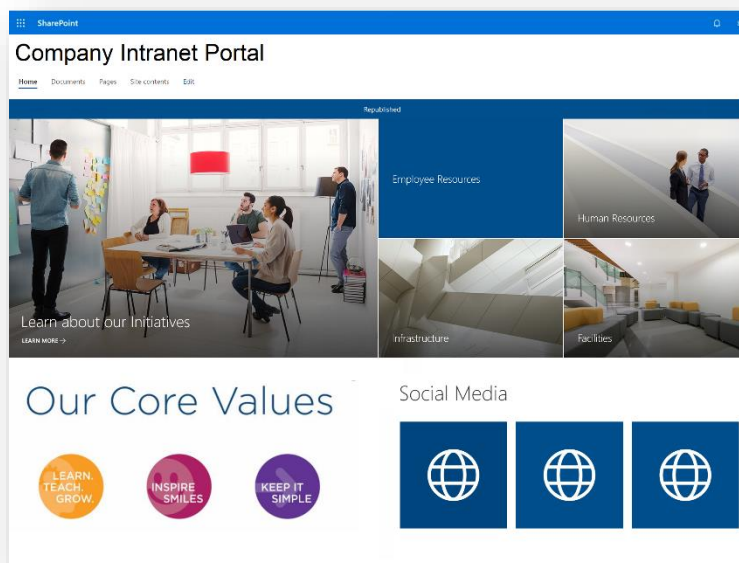 SharePoint
Company Intranet Portal
Home Documents Pages Site contents Edit
Republished
Employee Resources
Human Resources
Learn about our Initiatives
LEARN MORE →
Infrastructure
Facilities
Our Core Values
Social Media
LEARN.
TEACH.
GROW.
INSPIRE
SMILES
KEEP IT
SIMPLE